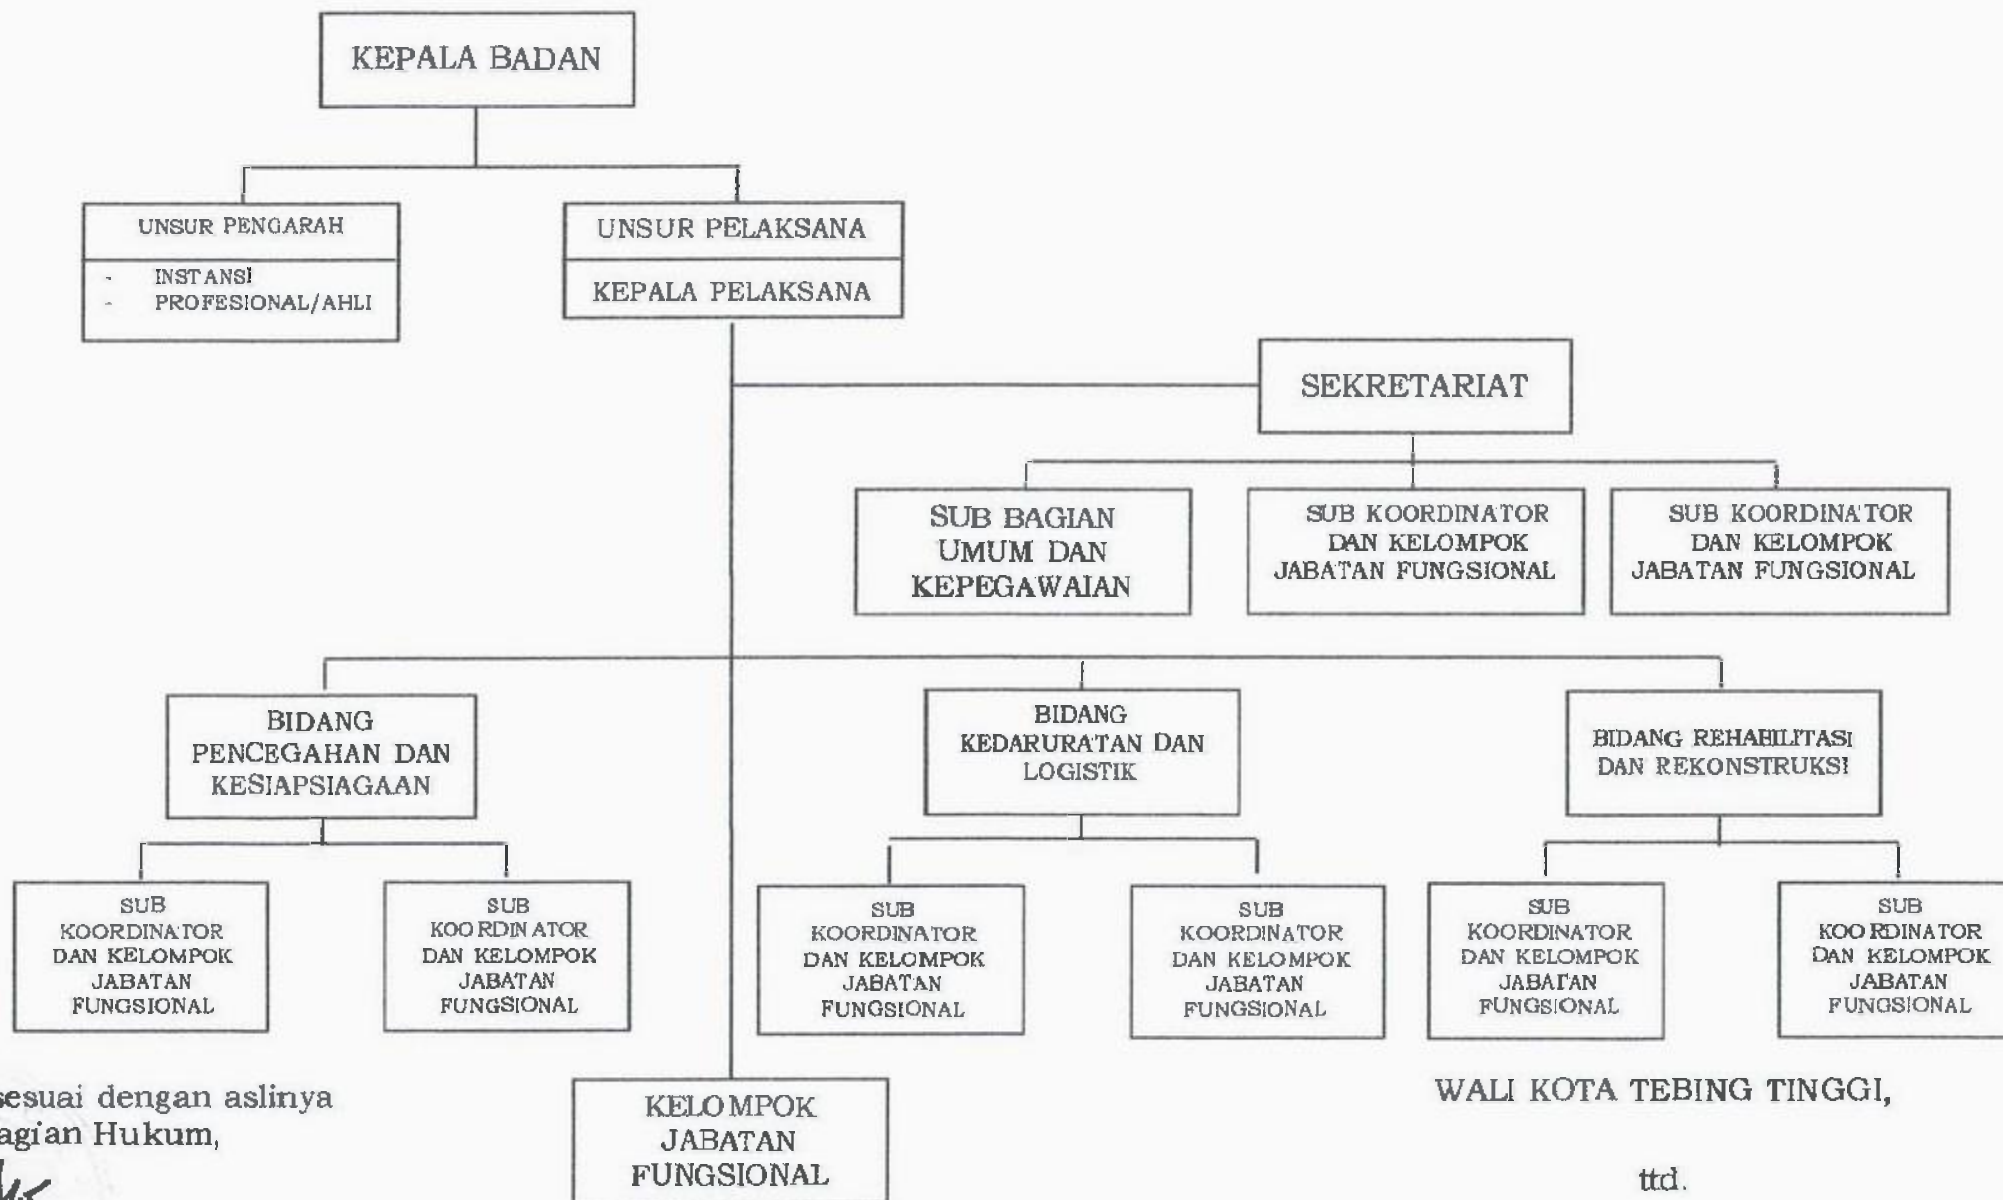 KEPALA BADAN
UNSUR PENGARAH
- INSTANSI
- PROFESIONAL/AHLI
UNSUR PELAKSANA
KEPALA PELAKSANA
SEKRETARIAT
SUB BAGIAN
UMUM DAN
KEPEGAWAIAN
SUB KOORDINATOR
DAN KELOMPOK
JABATAN FUNGSIONAL
SUB KOORDINATOR
DAN KELOMPOK
JABATAN FUNGSIONAL
BIDANG
PENCEGAHAN DAN
KESIAPSIAGAAN
BIDANG
KEDARURATAN DAN
LOGISTIK
BIDANG REHABILITASI
DAN REKONSTRUKSI
SUB
KOORDINATOR
DAN KELOMPOK
JABATAN
FUNGSIONAL
SUB
KOORDINATOR
DAN KELOMPOK
JABATAN
FUNGSIONAL
SUB
KOORDINATOR
DAN KELOMPOK
JABATAN
FUNGSIONAL
SUB
KOORDINATOR
DAN KELOMPOK
JABATAN
FUNGSIONAL
SUB
KOORDINATOR
DAN KELOMPOK
JABATAN
FUNGSIONAL
SUB
KOORDINATOR
DAN KELOMPOK
JABATAN
FUNGSIONAL
sesuai dengan aslinya
agian Hukum,
KELOMPOK
JABATAN
FUNGSIONAL
WALI KOTA TEBING TINGGI,
ttd.